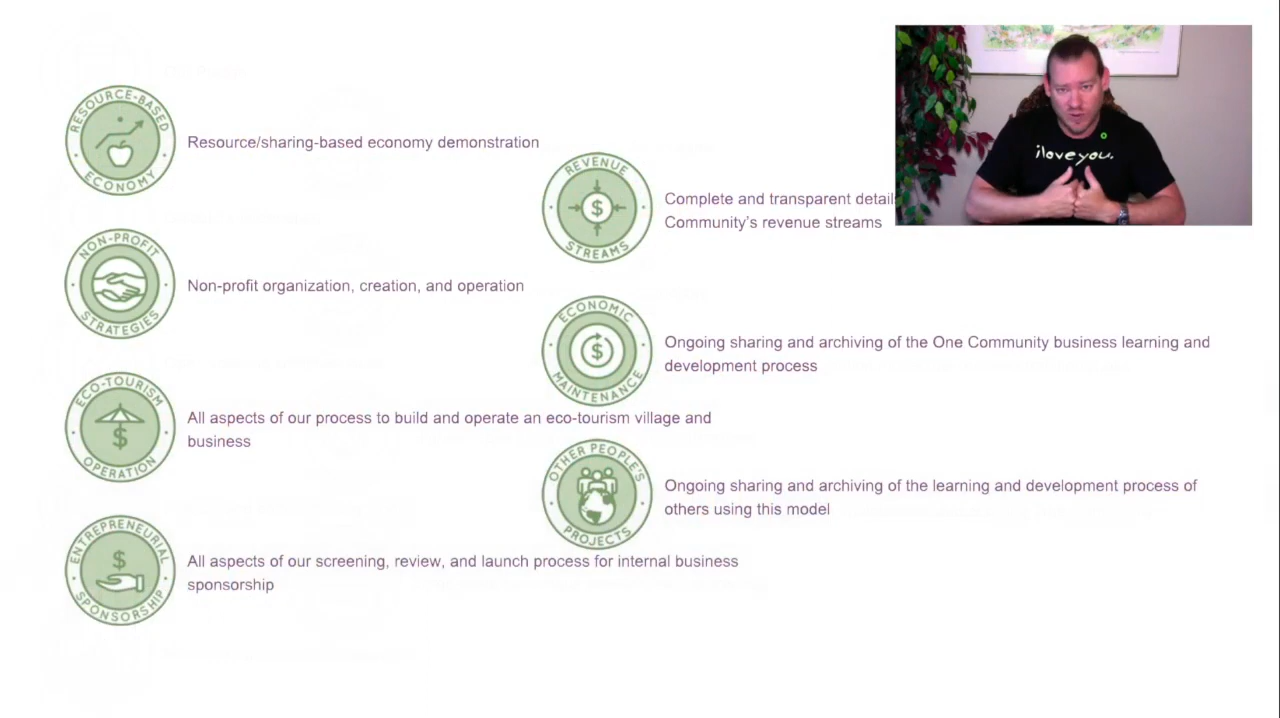 RESOURCE-BASED
ECONOMY
Resource/sharing-based economy demonstration
NON-PROFIT
STRATEGIES
Non-profit organization, creation, and operation
ECO-TOURISM
$
OPERATION
All aspects of our process to build and operate an eco-tourism village and
business
ENTREPRENEURIAL
$
SPONSORSHIP
All aspects of our screening, review, and launch process for internal business
sponsorship
REVENUE
$
STREAMS
Complete and transparent
Community's revenue streams
ECONOMIC
$
MAINTENANCE
Ongoing sharing and archiving of the One Community business learning and
development process
OTHER PEOPLE'S
PROJECTS
Ongoing sharing and archiving of the learning and development process of
others using this model
i love you.